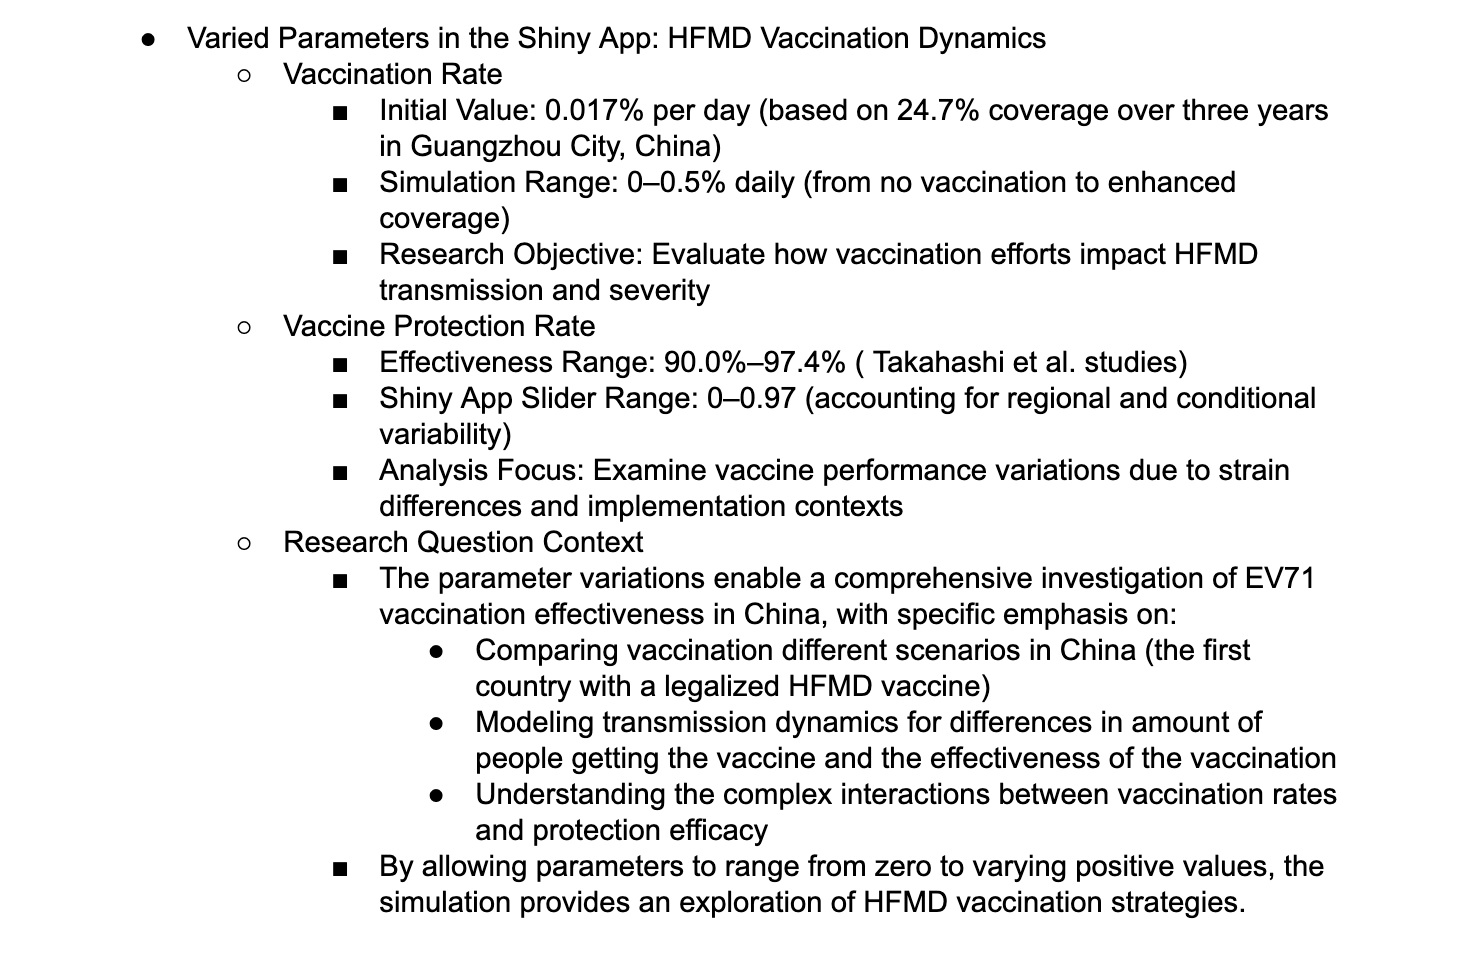 ● Varied Parameters in the Shiny App: HFMD Vaccination Dynamics
○ Vaccination Rate
■ Initial Value: 0.017% per day (based on 24.7% coverage over three years
in Guangzhou City, China)
■ Simulation Range: 0–0.5% daily (from no vaccination to enhanced
coverage)
■ Research Objective: Evaluate how vaccination efforts impact HFMD
transmission and severity
○ Vaccine Protection Rate
■ Effectiveness Range: 90.0%–97.4% ( Takahashi et al. studies)
■ Shiny App Slider Range: 0–0.97 (accounting for regional and conditional
variability)
■ Analysis Focus: Examine vaccine performance variations due to strain
differences and implementation contexts
○ Research Question Context
■ The parameter variations enable a comprehensive investigation of EV71
vaccination effectiveness in China, with specific emphasis on:
● Comparing vaccination different scenarios in China (the first
country with a legalized HFMD vaccine)
● Modeling transmission dynamics for differences in amount of
people getting the vaccine and the effectiveness of the vaccination
● Understanding the complex interactions between vaccination rates
and protection efficacy
■ By allowing parameters to range from zero to varying positive values, the
simulation provides an exploration of HFMD vaccination strategies.